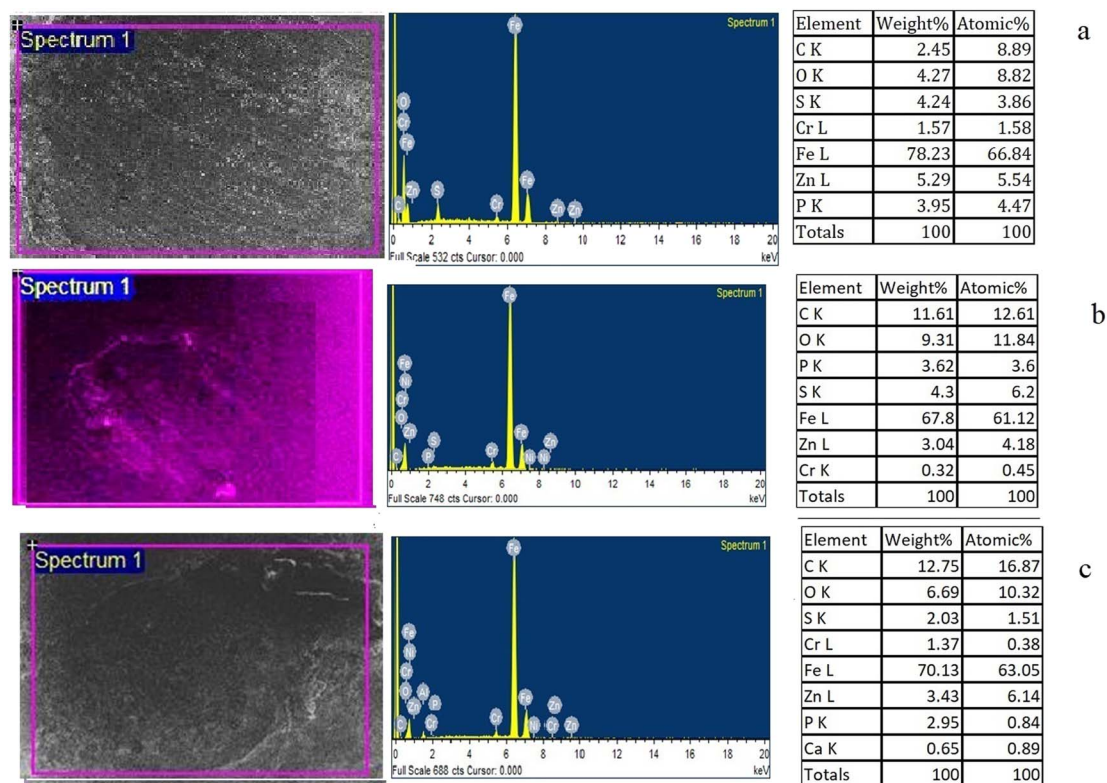 Spectrum 1
Spectrum 1
Fe
O
Cr
Fe
Zn
C
S
Cr
Fe
Zn
Zn
0 2 4 6 8 10 12 14 16 18 20
Full Scale 532 cts Cursor: 0.000 keV
Element Weight% Atomic%
C K 2.45 8.89
O K 4.27 8.82
S K 4.24 3.86
Cr L 1.57 1.58
Fe L 78.23 66.84
Zn L 5.29 5.54
P K 3.95 4.47
Totals 100 100
a
Spectrum 1
Spectrum 1
Fe
Fe
Ni
Cr
O
Zn
C
S
P
Cr
Fe
Ni
Zn
Ni
0 2 4 6 8 10 12 14 16 18 20
Full Scale 748 cts Cursor: 0.000 keV
Element Weight% Atomic%
C K 11.61 12.61
O K 9.31 11.84
P K 3.62 3.6
S K 4.3 6.2
Fe L 67.8 61.12
Zn L 3.04 4.18
Cr K 0.32 0.45
Totals 100 100
b
Spectrum 1
Spectrum 1
Fe
Fe
Ni
Cr
O
Al
Zn
P
C
Cr
Cr
Fe
Ni
Zn
Cr
Zn
0 2 4 6 8 10 12 14 16 18 20
Full Scale 688 cts Cursor: 0.000 keV
Element Weight% Atomic%
C K 12.75 16.87
O K 6.69 10.32
S K 2.03 1.51
Cr L 1.37 0.38
Fe L 70.13 63.05
Zn L 3.43 6.14
P K 2.95 0.84
Ca K 0.65 0.89
Totals 100 100
c